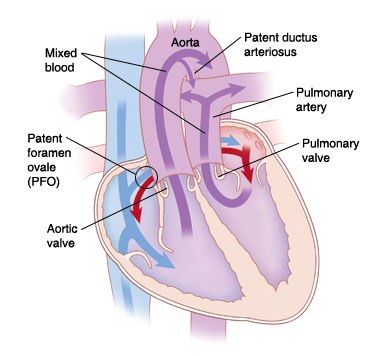 Mixed
blood
Aorta
Patent ductus
arteriosus
Pulmonary
artery
Pulmonary
valve
Patent
foramen
ovale
(PFO)
Aortic
valve